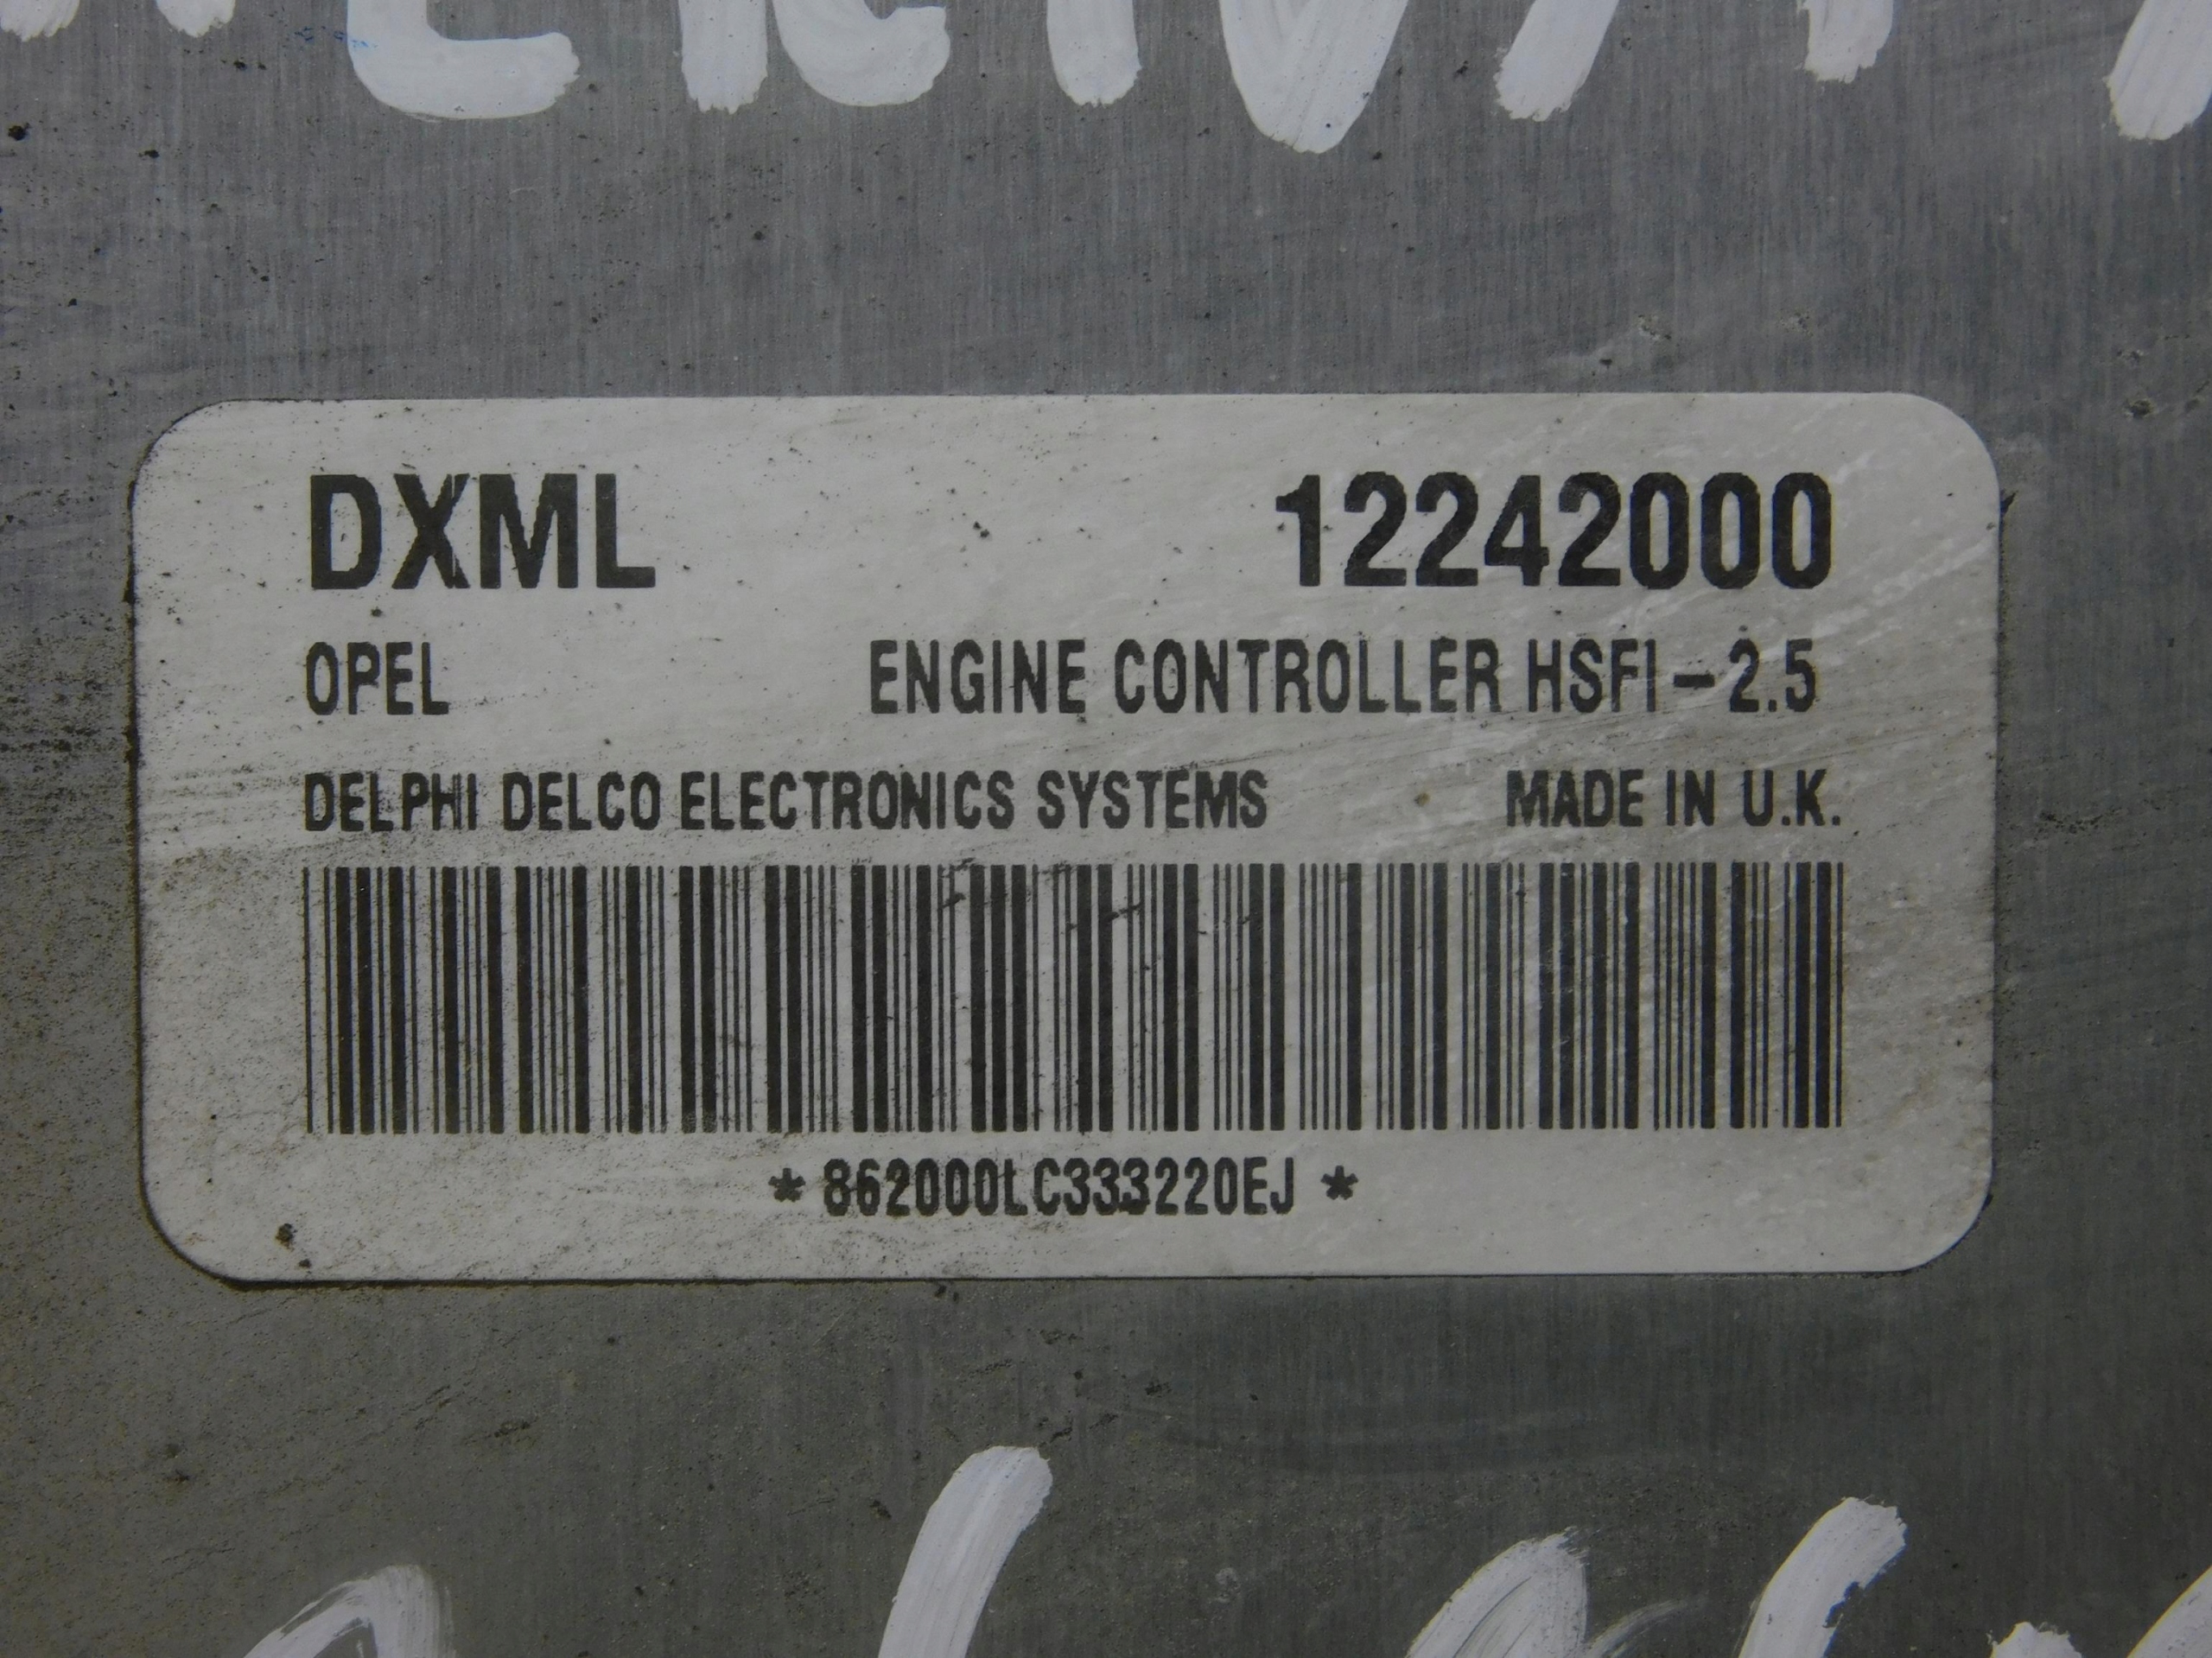 DXML 12242000
OPEL ENGINE CONTROLLER HSFI-2.5
DELPHI DELCO ELECTRONICS SYSTEMS MADE IN U.K.
* 862000LC333220EJ *